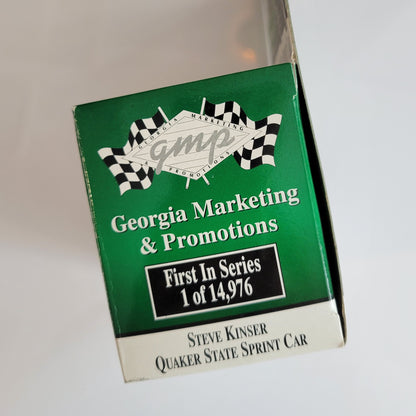 GEORGIA MARKETING
gmp
& PROMOTIONS
Georgia Marketing
& Promotions
First In Series
1 of 14,976
STEVE KINSER
QUAKER STATE SPRINT CAR